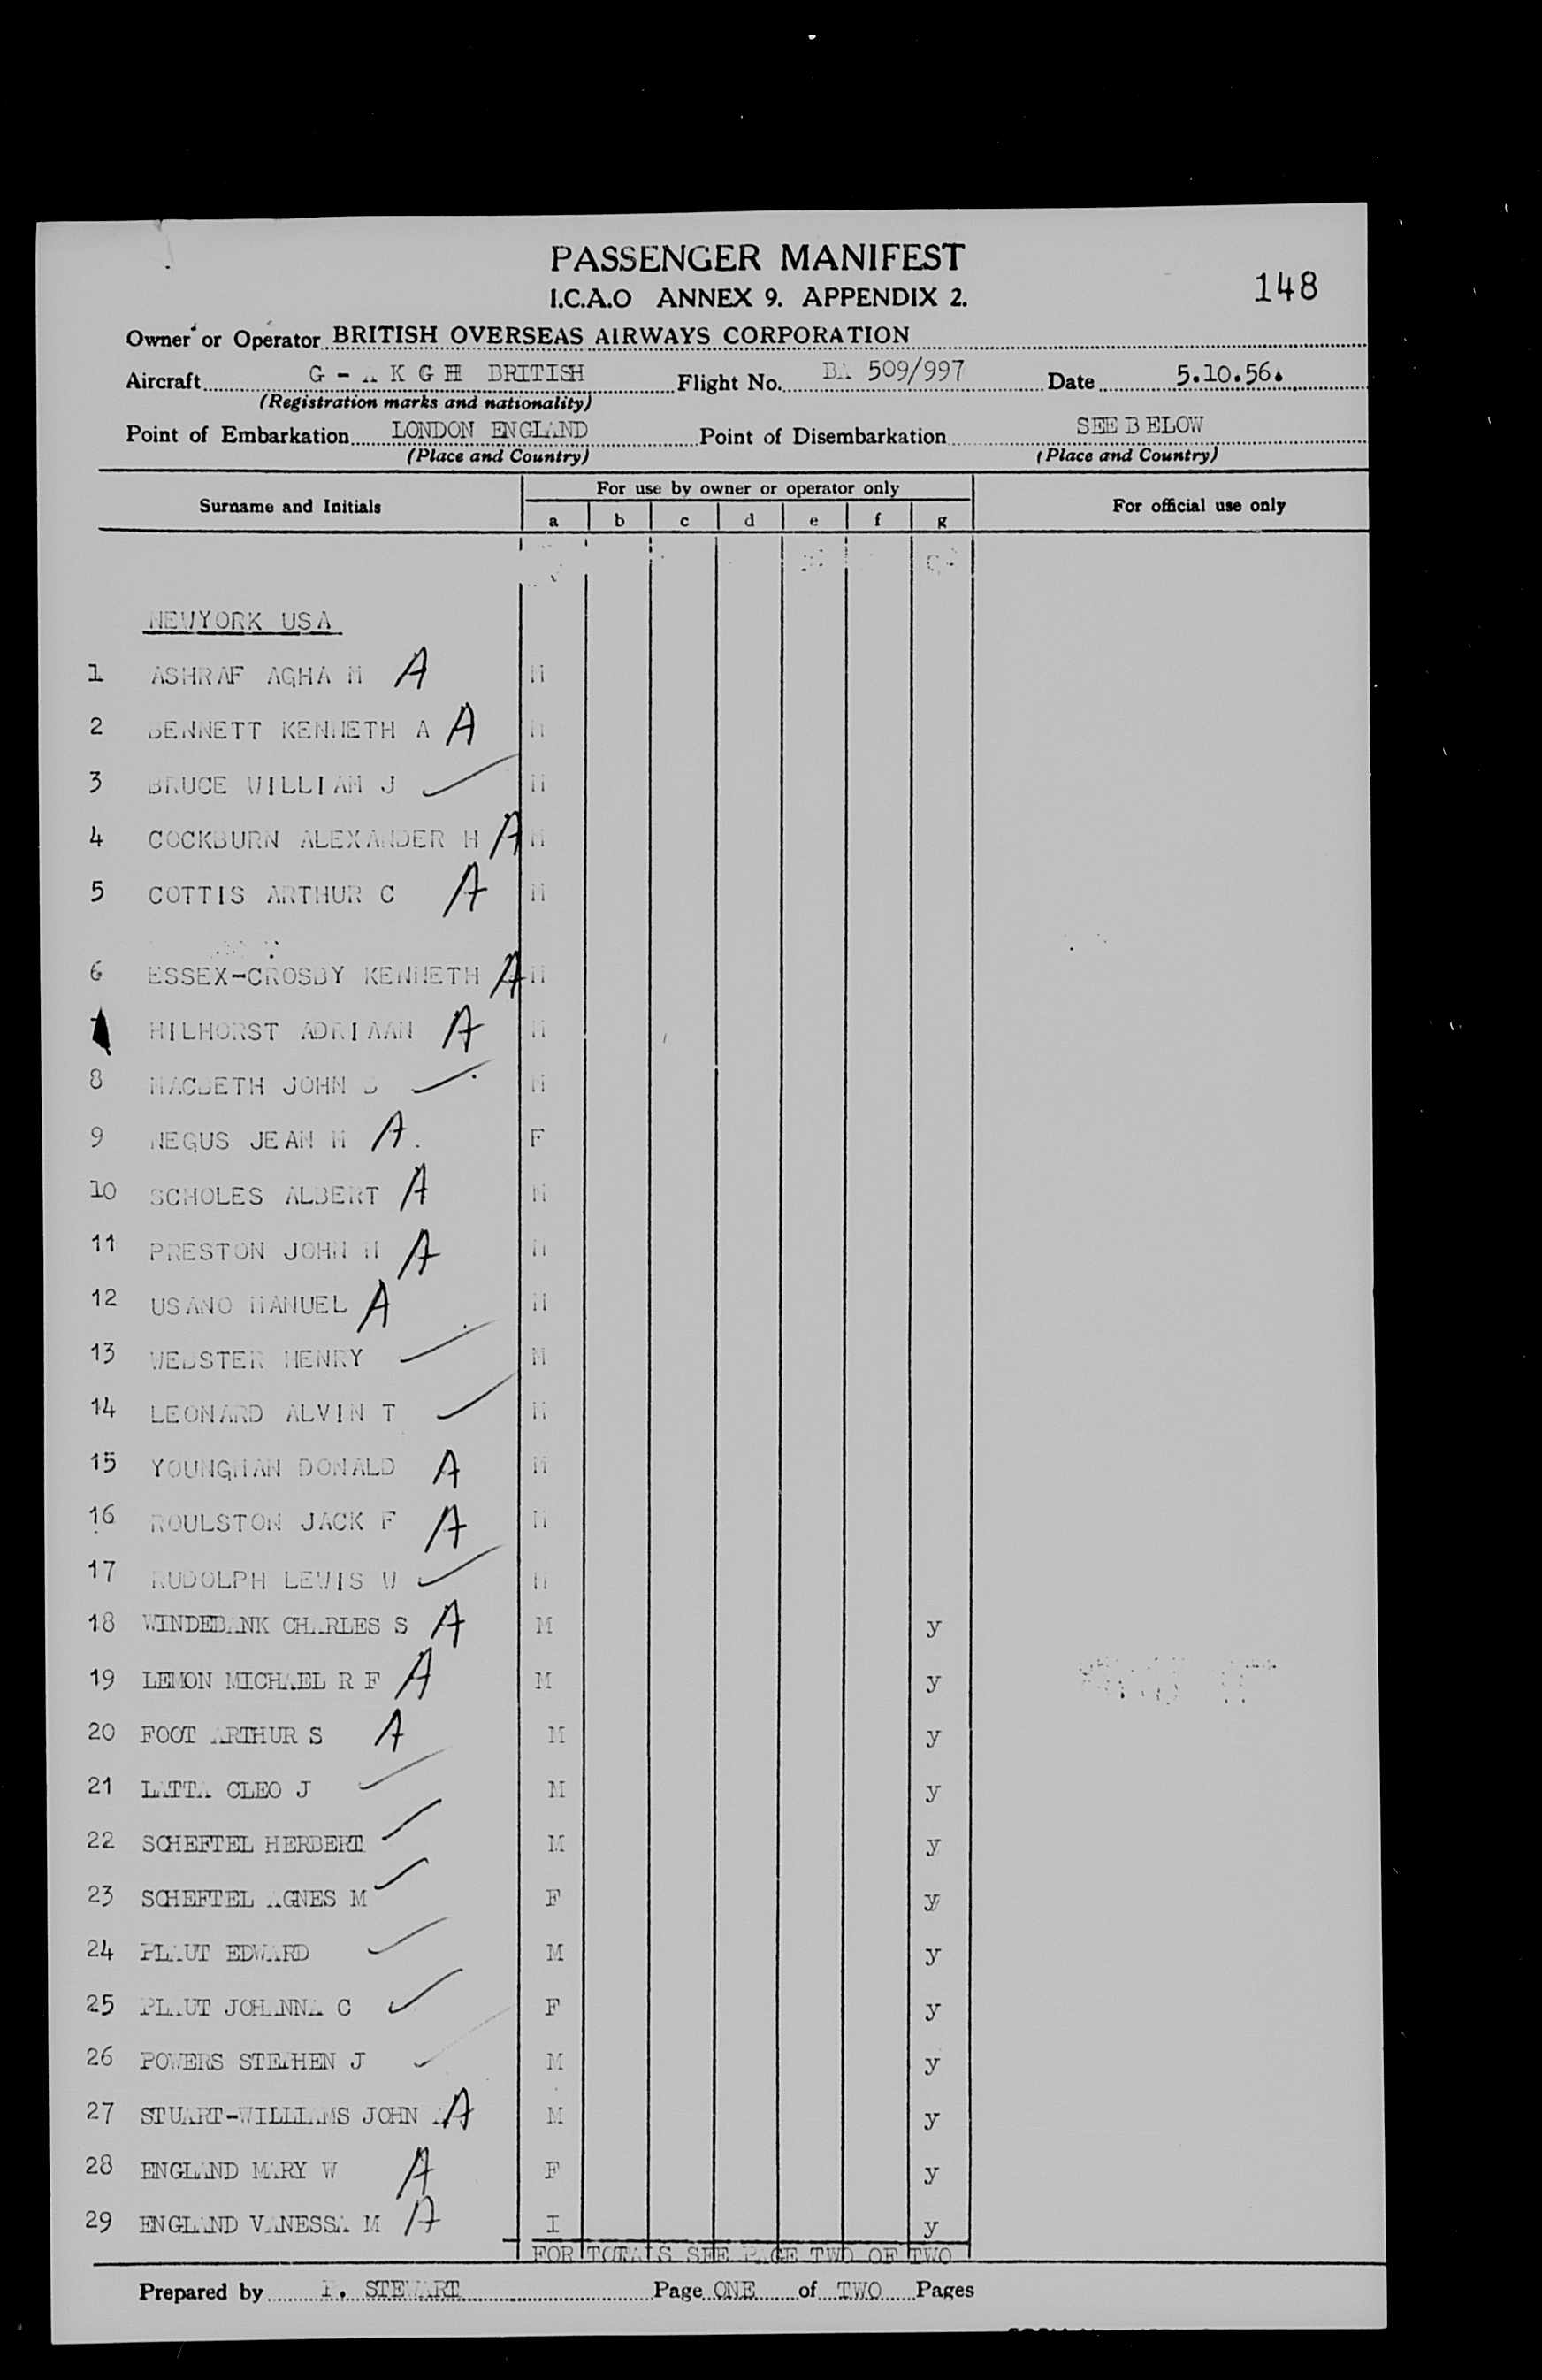 PASSENGER MANIFEST
I.C.A.O ANNEX 9. APPENDIX 2.
148
Owner or Operator BRITISH OVERSEAS AIRWAYS CORPORATION
Aircraft G - A K G H BRITISH Flight No. BA 509/997 Date 5.10.56.
(Registration marks and nationality)
Point of Embarkation LONDON ENGLAND Point of Disembarkation SEE BELOW
(Place and Country) (Place and Country)
Surname and Initials For use by owner or operator only For official use only
a b c d e f g
NEWYORK USA
1 ASHRAF AGHA M A M
2 BENNETT KENNETH A A M
3 BRUCE WILLIAM J M
4 COCKBURN ALEXANDER H A M
5 COTTIS ARTHUR C A M
6 ESSEX-CROSBY KENNETH A M
HILHORST ADRIAAN A M
8 MACBETH JOHN B M
9 NEGUS JEAN M A F
10 SCHOLES ALBERT A M
11 PRESTON JOHN H A M
12 USANO MANUEL A M
13 WEBSTER HENRY M
14 LEONARD ALVIN T M
15 YOUNGMAN DONALD A M
16 ROULSTON JACK F A M
17 RUDOLPH LEWIS W M
18 WINDEBANK CHARLES S A M y
19 LEMON MICHAEL R F A M y
20 FOOT ARTHUR S A M y
21 LATTA CLEO J M y
22 SCHEFTEL HERBERT M y
23 SCHEFTEL AGNES M F y
24 PLAUT EDWARD M y
25 PLAUT JOHANNA C F y
26 POWERS STEPHEN J M y
27 STUART-WILLIAMS JOHN A M y
28 ENGLAND MARY W A F y
29 ENGLAND VANESSA M A I y
FOR TOTALS SEE PAGE TWO OF TWO
Prepared by STEWART Page ONE of TWO Pages